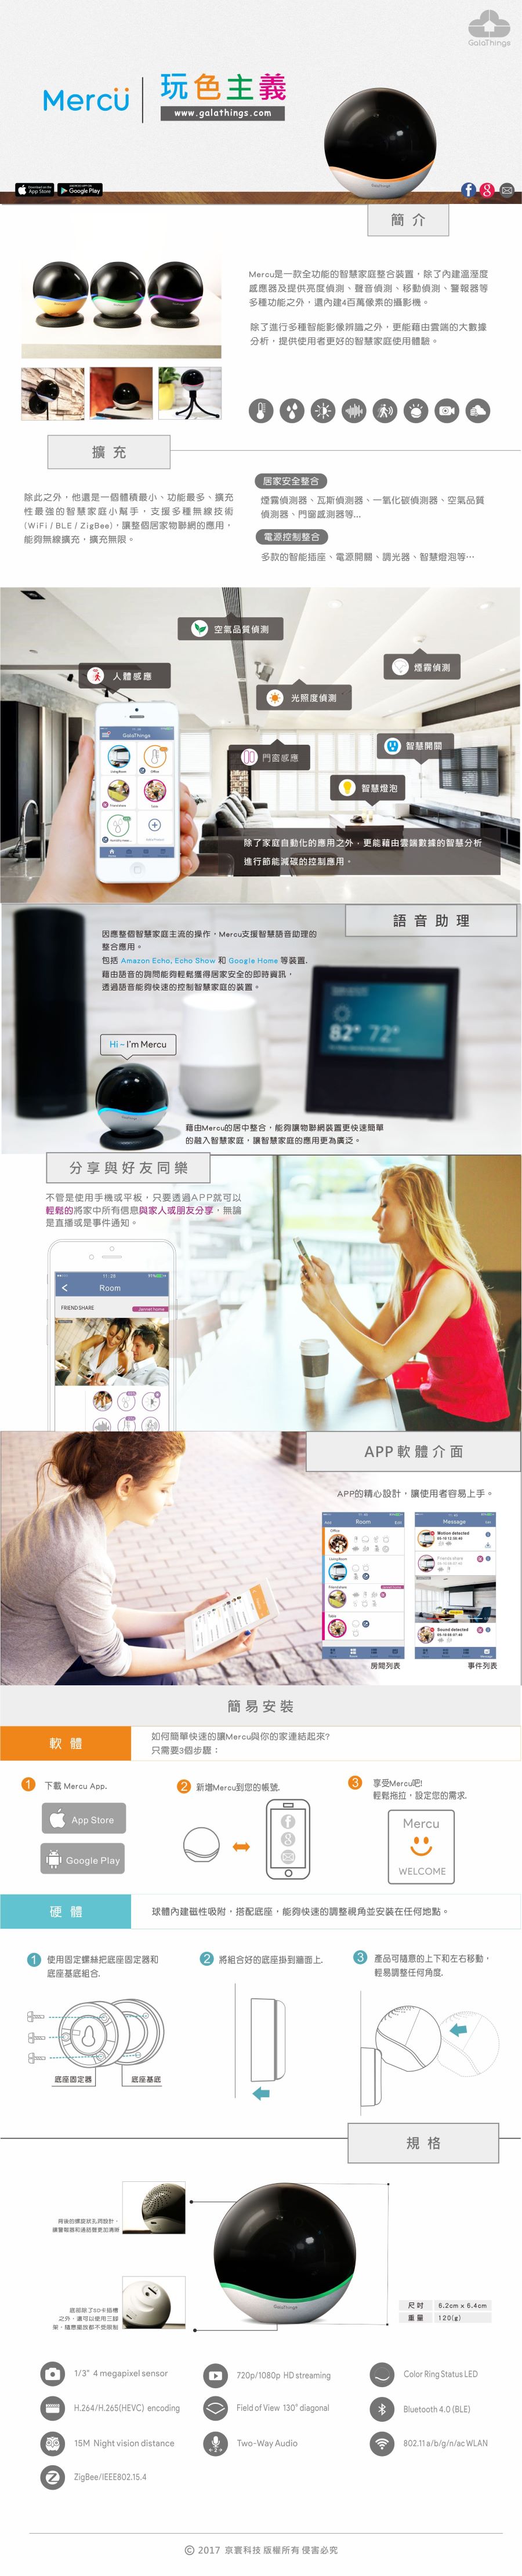 GalaThings
Mercü
玩色主義
www.galathings.com
App Store
Google Play
簡介
Mercu是一款全功能的智慧家庭整合裝置，除了內建溫溼度
感應器及提供亮度偵測、聲音偵測、移動偵測、警報器等
多種功能之外，還內建4百萬像素的攝影機。
除了進行多種智能影像辨識之外，更能藉由雲端的大數據
分析，提供使用者更好的智慧家庭使用體驗。
擴充
除此之外，他還是一個體積最小、功能最多、擴充
性最強的智慧家庭小幫手，支援多種無線技術
(WiFi / BLE / ZigBee)，讓整個居家物聯網的應用，
能夠無線擴充，擴充無限。
居家安全整合
煙霧偵測器、瓦斯偵測器、一氧化碳偵測器、空氣品質
偵測器、門窗感測器等...
電源控制整合
多款的智能插座、電源開關、調光器、智慧燈泡等…
空氣品質偵測
煙霧偵測
人體感應
光照度偵測
智慧開關
門窗感應
智慧燈泡
GalaThings
除了家庭自動化的應用之外，更能藉由雲端數據的智慧分析
進行節能減碳的控制應用。
語音助理
因應整個智慧家庭主流的操作，Mercu支援智慧語音助理的
整合應用。
包括 Amazon Echo, Echo Show 和 Google Home 等裝置.
藉由語音的詢問能夠輕鬆獲得居家安全的即時資訊，
透過語音能夠快速的控制智慧家庭的裝置。
82° 72°
Hi ~ I'm Mercu
藉由Mercu的居中整合，能夠讓物聯網裝置更快速簡單
的融入智慧家庭，讓智慧家庭的應用更為廣泛。
分享與好友同樂
不管是使用手機或平板，只要透過APP就可以
輕鬆的將家中所有信息與家人或朋友分享，無論
是直播或是事件通知。
11:28
Room
FRIEND SHARE
APP 軟體介面
APP的精心設計，讓使用者容易上手。
Room
Message
Office
Motion detected
Living Room
Friends share
Sound detected
房間列表
事件列表
簡易安裝
軟體
如何簡單快速的讓Mercu與你的家連結起來?
只需要3個步驟：
1
下載 Mercu App.
App Store
Google Play
2
新增Mercu到您的帳號.
3
享受Mercu吧!
輕鬆拖拉，設定您的需求.
Mercu
WELCOME
硬體
球體內建磁性吸附，搭配底座，能夠快速的調整視角並安裝在任何地點。
1
使用固定螺絲把底座固定器和
底座基底組合.
底座固定器
底座基底
2
將組合好的底座掛到牆面上.
3
產品可隨意的上下和左右移動，
輕易調整任何角度.
規格
背後的螺旋狀孔洞設計，
讓警報器和通話聲更加清晰
底部除了SD卡插槽
之外，還可以使用三腳
架，隨意擺放都不受限制
GalaThings
尺吋 6.2cm x 6.4cm
重量 120(g)
1/3" 4 megapixel sensor
720p/1080p HD streaming
Color Ring Status LED
H.264/H.265(HEVC) encoding
Field of View 130° diagonal
Bluetooth 4.0 (BLE)
15M Night vision distance
Two-Way Audio
802.11 a/b/g/n/ac WLAN
ZigBee/IEEE802.15.4
© 2017 京寰科技 版權所有 侵害必究